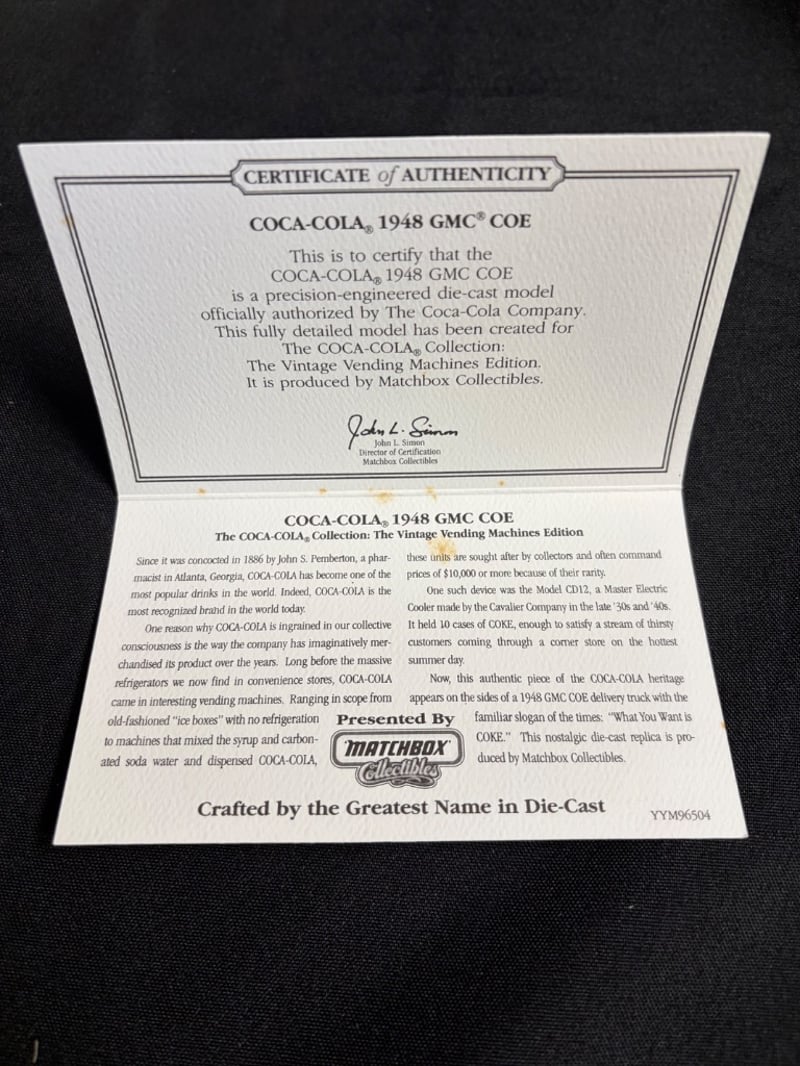 CERTIFICATE of AUTHENTICITY
COCA-COLA® 1948 GMC® COE
This is to certify that the
COCA-COLA® 1948 GMC COE
is a precision-engineered die-cast model
officially authorized by The Coca-Cola Company.
This fully detailed model has been created for
The COCA-COLA® Collection:
The Vintage Vending Machines Edition.
It is produced by Matchbox Collectibles.
John L. Simon
John L. Simon
Director of Certification
Matchbox Collectibles
COCA-COLA® 1948 GMC COE
The COCA-COLA® Collection: The Vintage Vending Machines Edition
Since it was concocted in 1886 by John S. Pemberton, a phar-
macist in Atlanta, Georgia, COCA-COLA has become one of the
most popular drinks in the world. Indeed, COCA-COLA is the
most recognized brand in the world today.
One reason why COCA-COLA is ingrained in our collective
consciousness is the way the company has imaginatively mer-
chandised its product over the years. Long before the massive
refrigerators we now find in convenience stores, COCA-COLA
came in interesting vending machines. Ranging in scope from
old-fashioned "ice boxes" with no refrigeration
to machines that mixed the syrup and carbon-
ated soda water and dispensed COCA-COLA,
these units are sought after by collectors and often command
prices of $10,000 or more because of their rarity.
One such device was the Model CD12, a Master Electric
Cooler made by the Cavalier Company in the late '30s and '40s.
It held 10 cases of COKE, enough to satisfy a stream of thirsty
customers coming through a corner store on the hottest
summer day.
Now, this authentic piece of the COCA-COLA heritage
appears on the sides of a 1948 GMC COE delivery truck with the
familiar slogan of the times: "What You Want is
COKE." This nostalgic die-cast replica is pro-
duced by Matchbox Collectibles.
Presented By
MATCHBOX
Collectibles
Crafted by the Greatest Name in Die-Cast
YYM96504